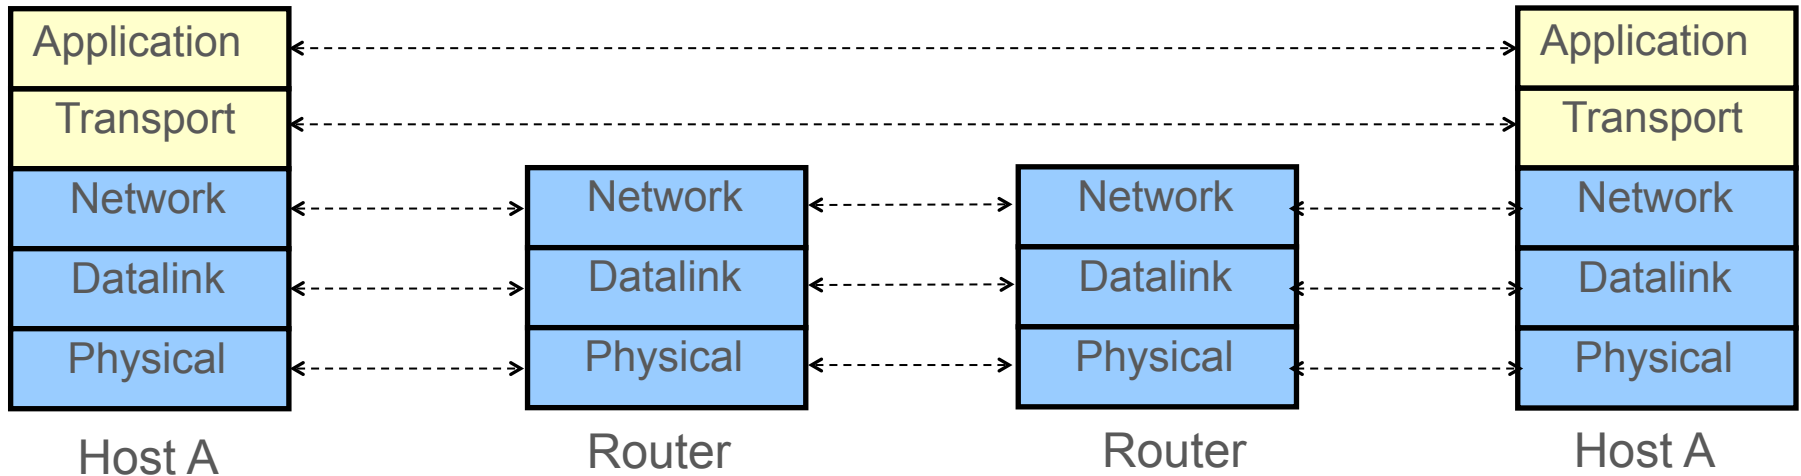 Application
Transport
Network
Datalink
Physical
Host A
Network
Datalink
Physical
Router
Network
Datalink
Physical
Router
Application
Transport
Network
Datalink
Physical
Host A